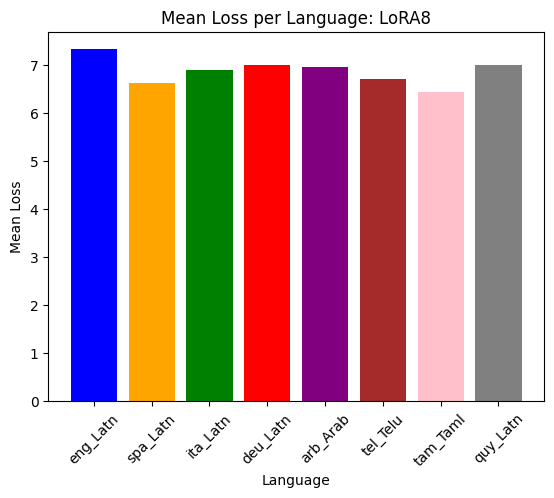 Mean Loss per Language: LoRA8
Mean Loss
7
6
5
4
3
2
1
0
eng_Latn
spa_Latn
ita_Latn
deu_Latn
arb_Arab
tel_Telu
tam_Taml
quy_Latn
Language